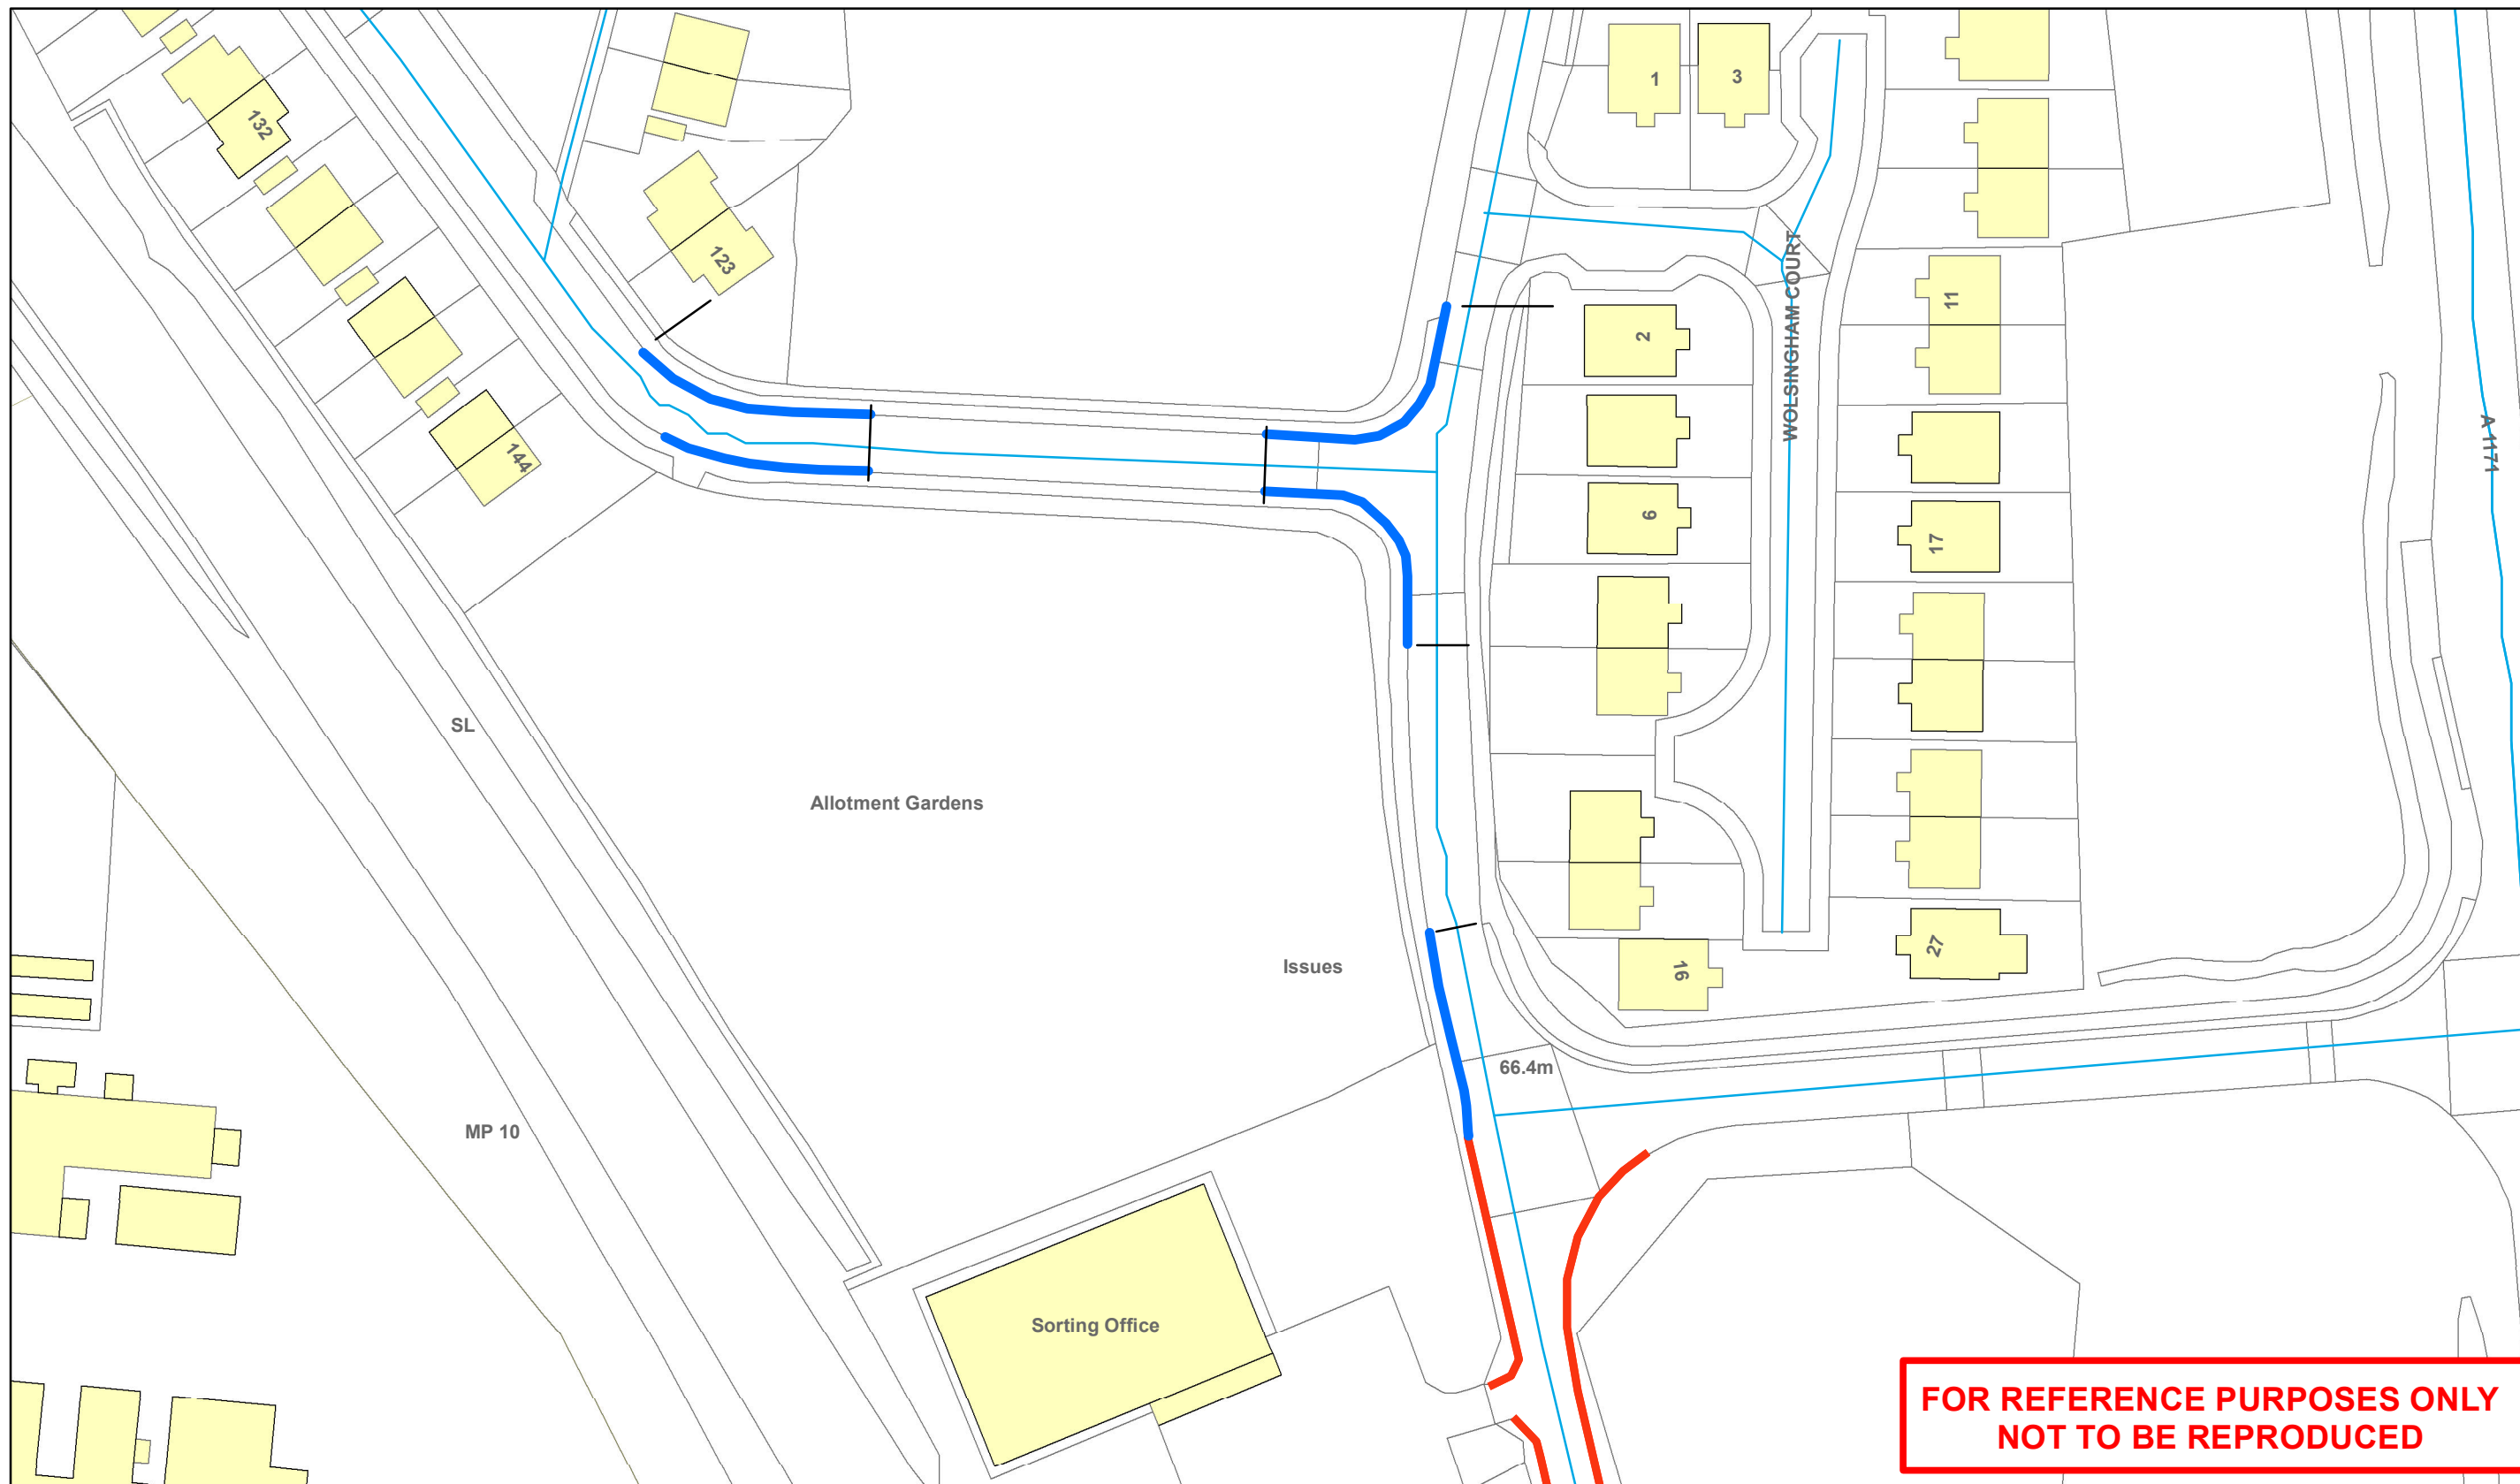 1
3
132
123
WOLSINGHAM COURT
11
2
A 1171
144
6
17
SL
Allotment Gardens
Issues
16
27
66.4m
MP 10
Sorting Office
FOR REFERENCE PURPOSES ONLY
NOT TO BE REPRODUCED